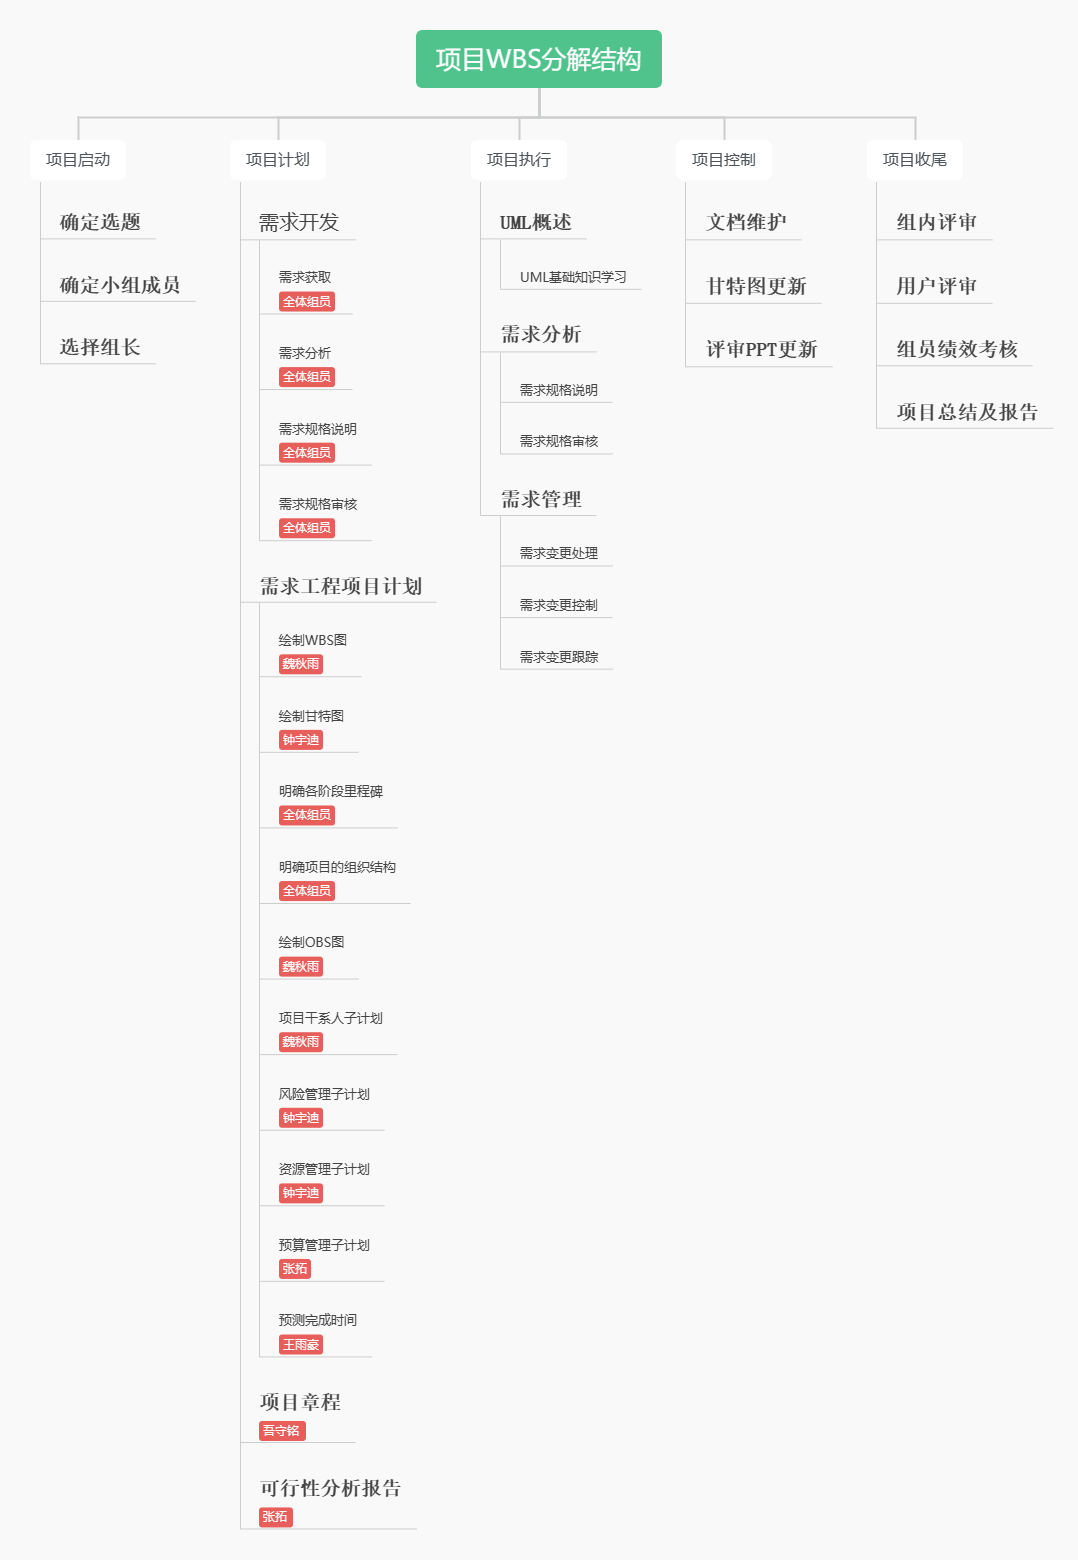 项目WBS分解结构
项目启动
确定选题
确定小组成员
选择组长
项目计划
需求开发
需求获取
全体组员
需求分析
全体组员
需求规格说明
全体组员
需求规格审核
全体组员
需求工程项目计划
绘制WBS图
魏秋雨
绘制甘特图
钟宇迪
明确各阶段里程碑
全体组员
明确项目的组织结构
全体组员
绘制OBS图
魏秋雨
项目干系人子计划
魏秋雨
风险管理子计划
钟宇迪
资源管理子计划
钟宇迪
预算管理子计划
张拓
预测完成时间
王雨豪
项目章程
吾守铭
可行性分析报告
张拓
项目执行
UML概述
UML基础知识学习
需求分析
需求规格说明
需求规格审核
需求管理
需求变更处理
需求变更控制
需求变更跟踪
项目控制
文档维护
甘特图更新
评审PPT更新
项目收尾
组内评审
用户评审
组员绩效考核
项目总结及报告